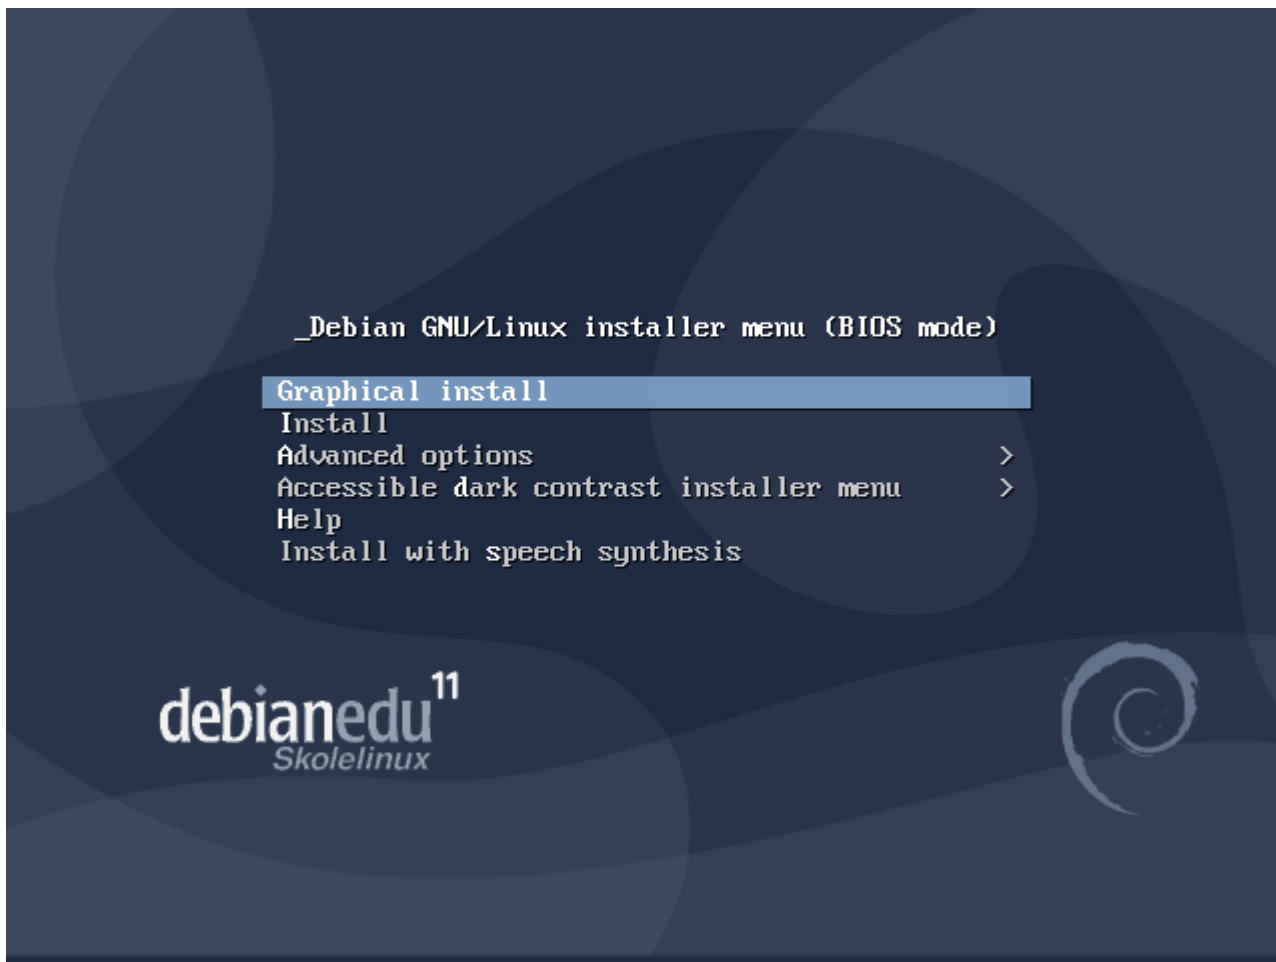 _Debian GNU/Linux installer menu (BIOS mode)
Graphical install
Install
Advanced options >
Accessible dark contrast installer menu >
Help
Install with speech synthesis
debianedu 11
Skolelinux